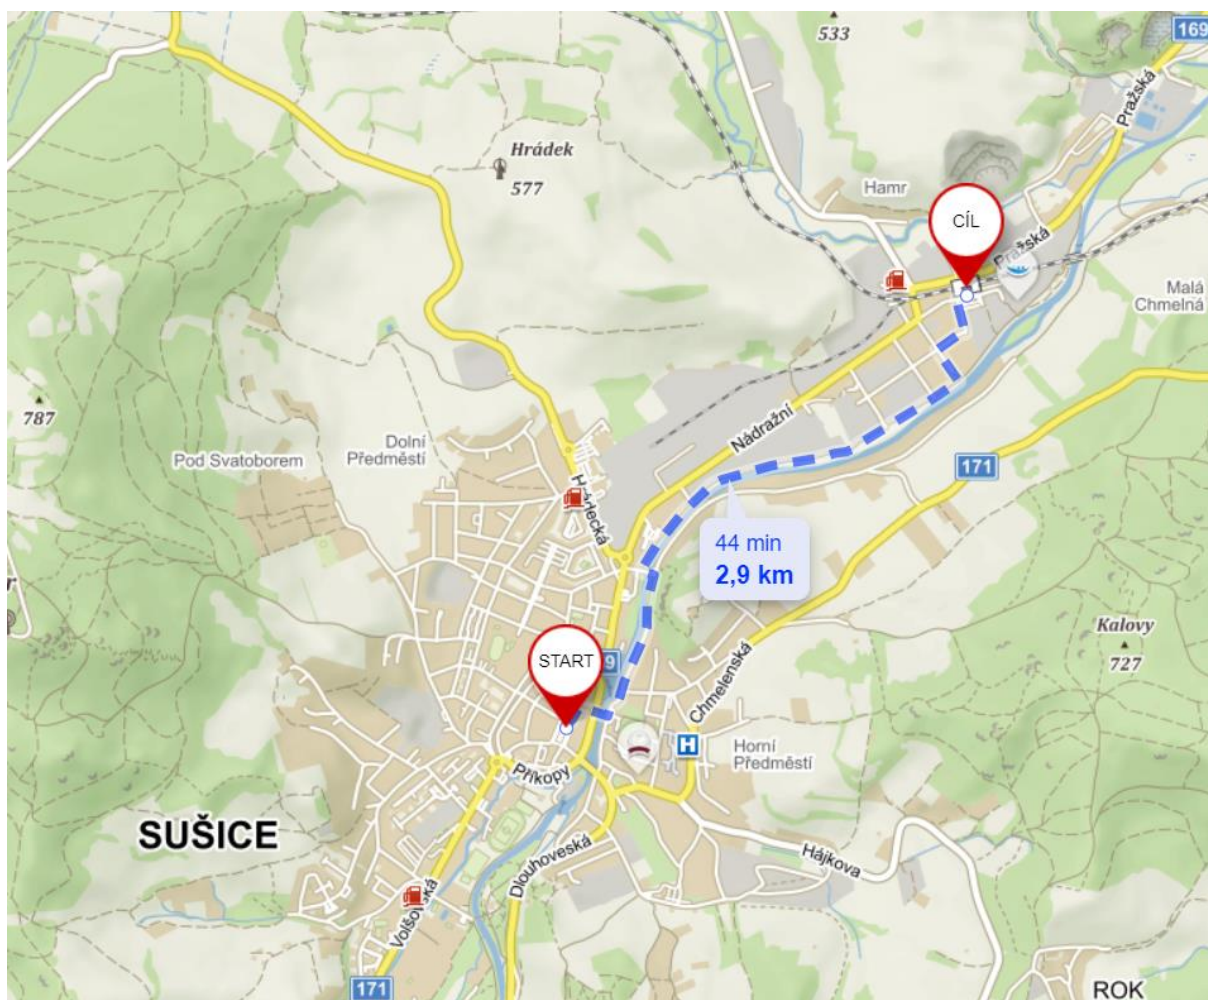 533
169
Pražská
Hrádek
577
Hamr
CÍL
Pražská
Malá
Chmelná
787
Dolní
Předměstí
Pod Svatoborem
Nádražní
171
Hrádecká
44 min
2,9 km
Kalovy
727
START
9
Chmelenská
H
Horní
Předměstí
Příkopy
SUŠICE
Dlouhoveská
Hájkova
Volšovská
171
ROK